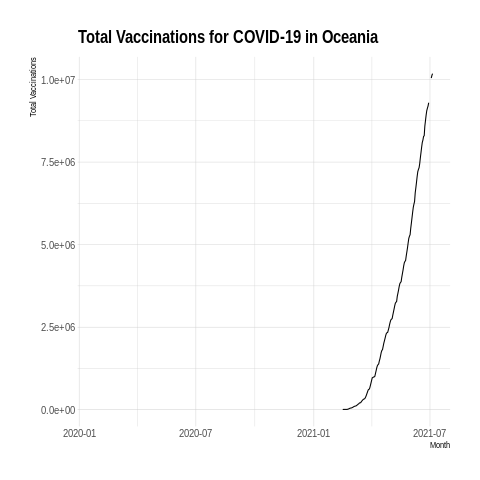 Total Vaccinations for COVID-19 in Oceania
Total Vaccinations
1.0e+07
7.5e+06
5.0e+06
2.5e+06
0.0e+00
2020-01 2020-07 2021-01 2021-07
Month